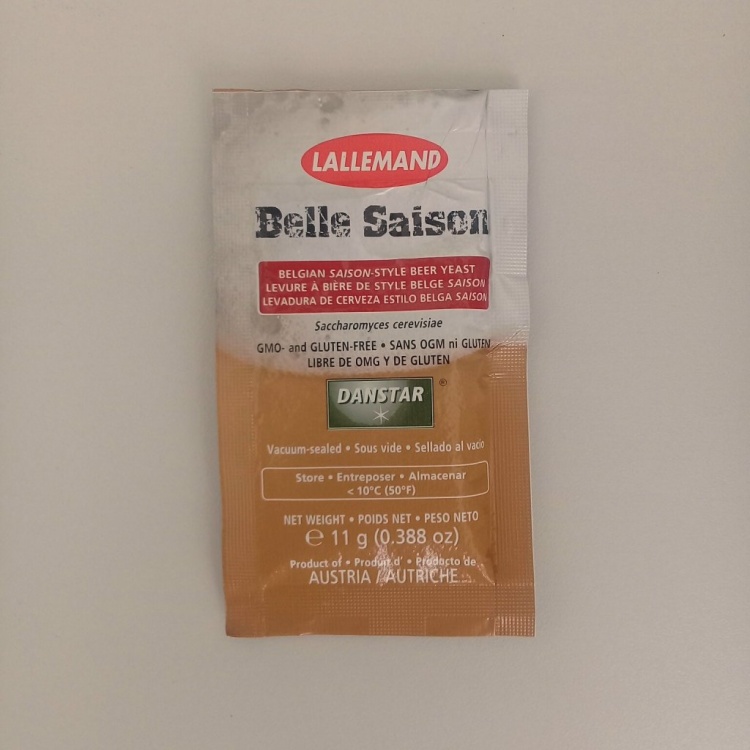 LALLEMAND
Belle Saison
BELGIAN SAISON-STYLE BEER YEAST
LEVURE À BIÈRE DE STYLE BELGE SAISON
LEVADURA DE CERVEZA ESTILO BELGA SAISON
Saccharomyces cerevisiae
GMO- and GLUTEN-FREE • SANS OGM ni GLUTEN
LIBRE DE OMG Y DE GLUTEN
DANSTAR ®
Vacuum-sealed • Sous vide • Sellado al vacío
Store • Entreposer • Almacenar
< 10°C (50°F)
NET WEIGHT • POIDS NET • PESO NETO
℮ 11 g (0.388 oz)
Product of • Produit d' • Producto de
AUSTRIA / AUTRICHE